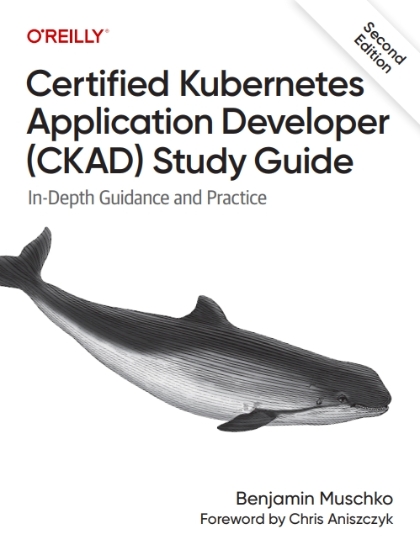 O'REILLY®
Second
Edition
Certified Kubernetes
Application Developer
(CKAD) Study Guide
In-Depth Guidance and Practice
Benjamin Muschko
Foreword by Chris Aniszczyk